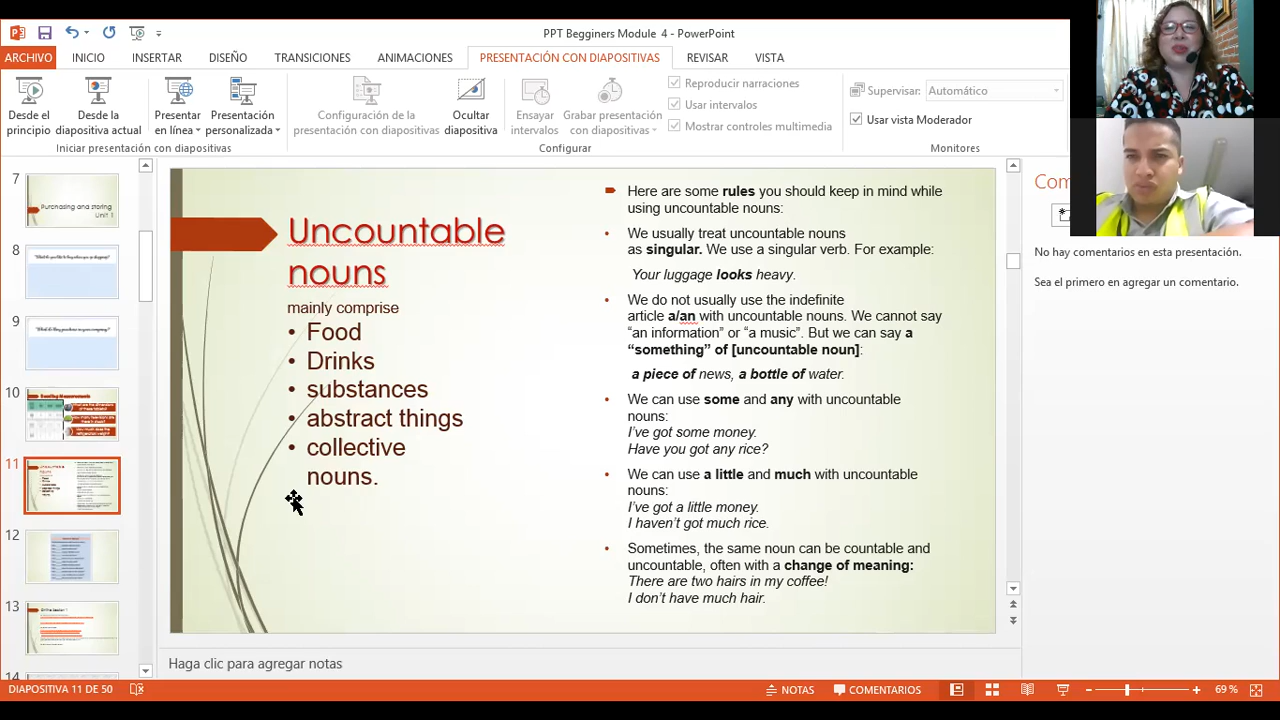 PPT Begginers Module 4 - PowerPoint
ARCHIVO INICIO INSERTAR DISEÑO TRANSICIONES ANIMACIONES PRESENTACIÓN CON DIAPOSITIVAS REVISAR VISTA
Desde el principio
Desde la diapositiva actual
Presentar en línea
Presentación personalizada
Iniciar presentación con diapositivas
Configuración de la presentación con diapositivas
Ocultar diapositiva
Ensayar intervalos
Grabar presentación con diapositivas
Reproducir narraciones
Usar intervalos
Mostrar controles multimedia
Configurar
Supervisar: Automático
Usar vista Moderador
Monitores
7
Purchasing and storing
Unit 1
8
9
10
11
12
13
14
Uncountable
nouns
mainly comprise
• Food
• Drinks
• substances
• abstract things
• collective
nouns.
Here are some rules you should keep in mind while
using uncountable nouns:
• We usually treat uncountable nouns
as singular. We use a singular verb. For example:
Your luggage looks heavy.
• We do not usually use the indefinite
article a/an with uncountable nouns. We cannot say
“an information” or “a music”. But we can say a
“something” of [uncountable noun]:
a piece of news, a bottle of water.
• We can use some and any with uncountable
nouns:
I’ve got some money.
Have you got any rice?
• We can use a little and much with uncountable
nouns:
I’ve got a little money.
I haven’t got much rice.
• Sometimes, the same noun can be countable and
uncountable, often with a change of meaning:
There are two hairs in my coffee!
I don’t have much hair.
Com
No hay comentarios en esta presentación.
Sea el primero en agregar un comentario.
Haga clic para agregar notas
DIAPOSITIVA 11 DE 50
NOTAS
COMENTARIOS
69 %